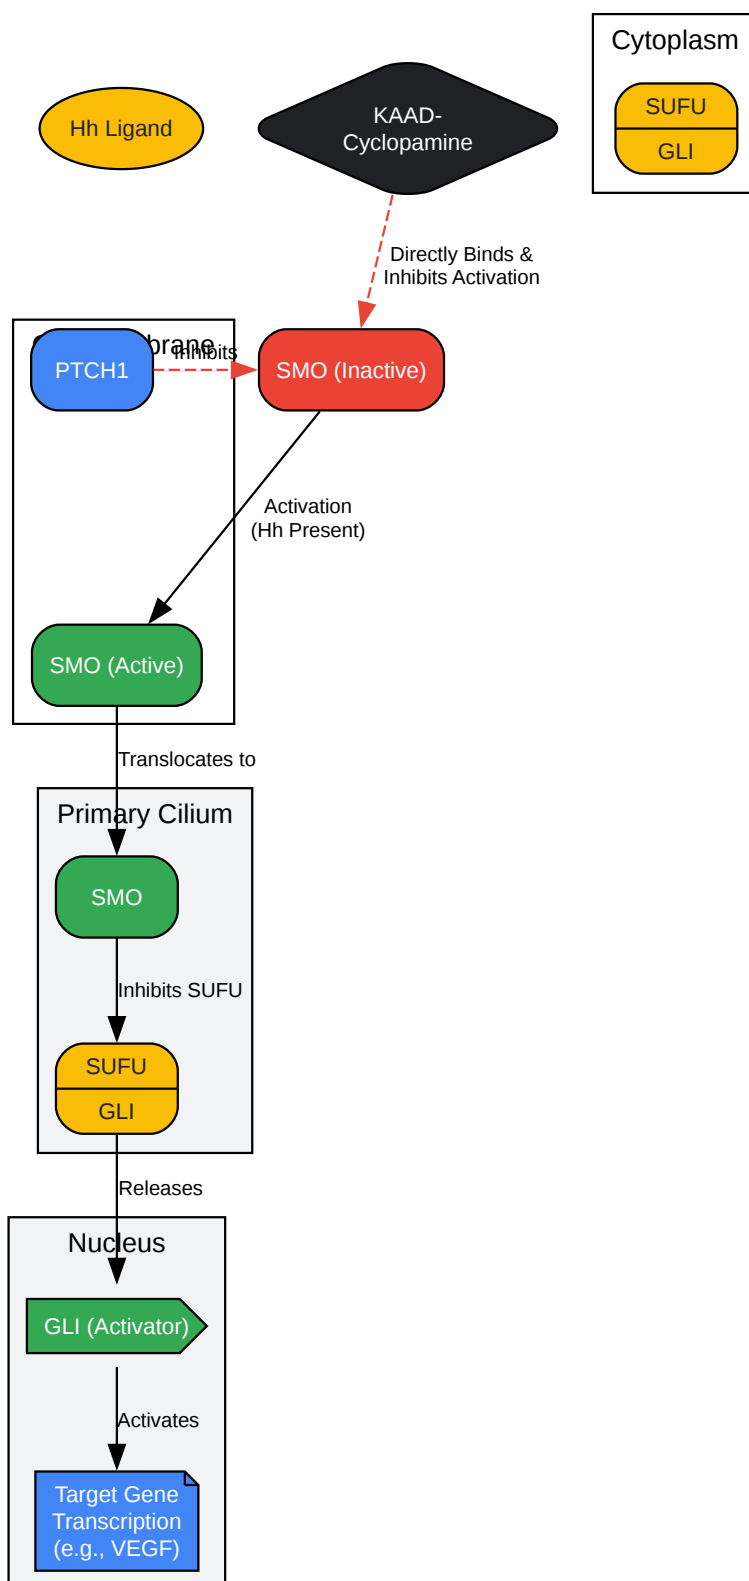 Cytoplasm
SUFU
GLI
Hh Ligand
KAAD-
Cyclopamine
Directly Binds &
Inhibits Activation
PTCH1
Inhibits
SMO (Inactive)
Activation
(Hh Present)
SMO (Active)
Translocates to
Primary Cilium
SMO
Inhibits SUFU
SUFU
GLI
Releases
Nucleus
GLI (Activator)
Activates
Target Gene
Transcription
(e.g., VEGF)